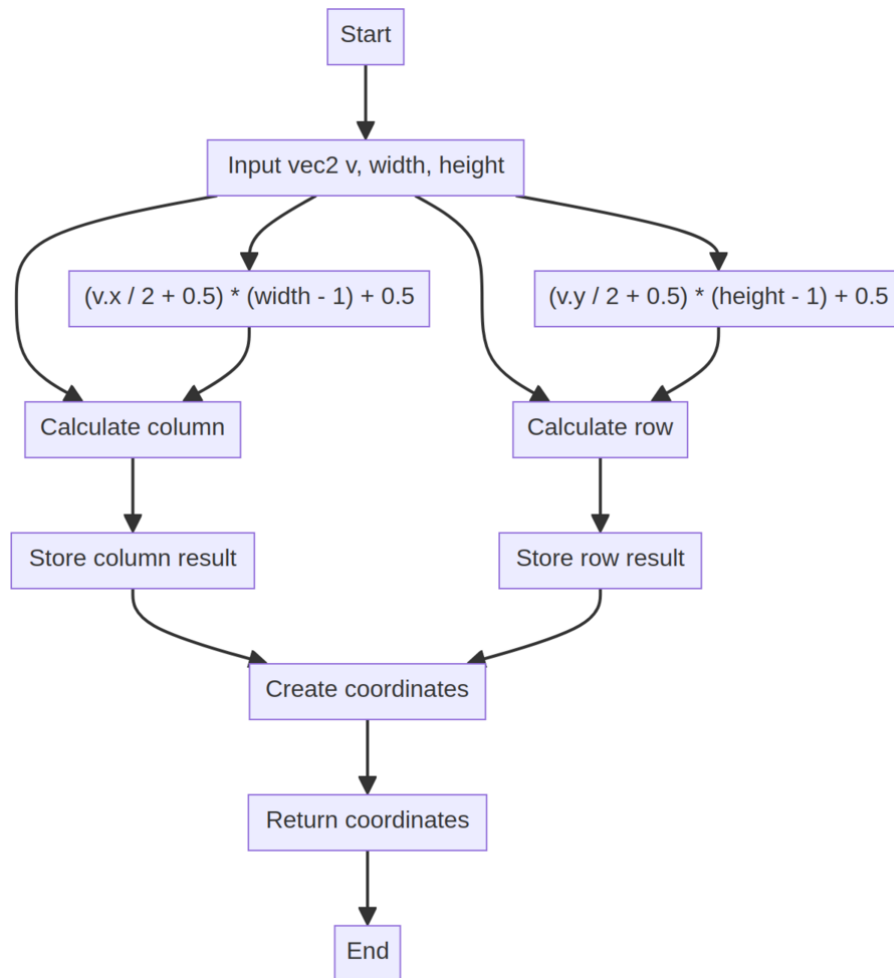 Start
Input vec2 v, width, height
(v.x / 2 + 0.5) * (width - 1) + 0.5
(v.y / 2 + 0.5) * (height - 1) + 0.5
Calculate column
Calculate row
Store column result
Store row result
Create coordinates
Return coordinates
End